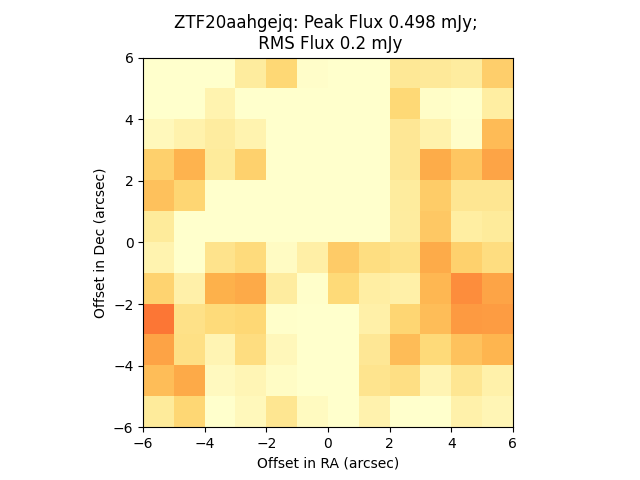 ZTF20aahgejq: Peak Flux 0.498 mJy;
RMS Flux 0.2 mJy
6
4
2
0
−2
−4
−6
Offset in Dec (arcsec)
−6 −4 −2 0 2 4 6
Offset in RA (arcsec)